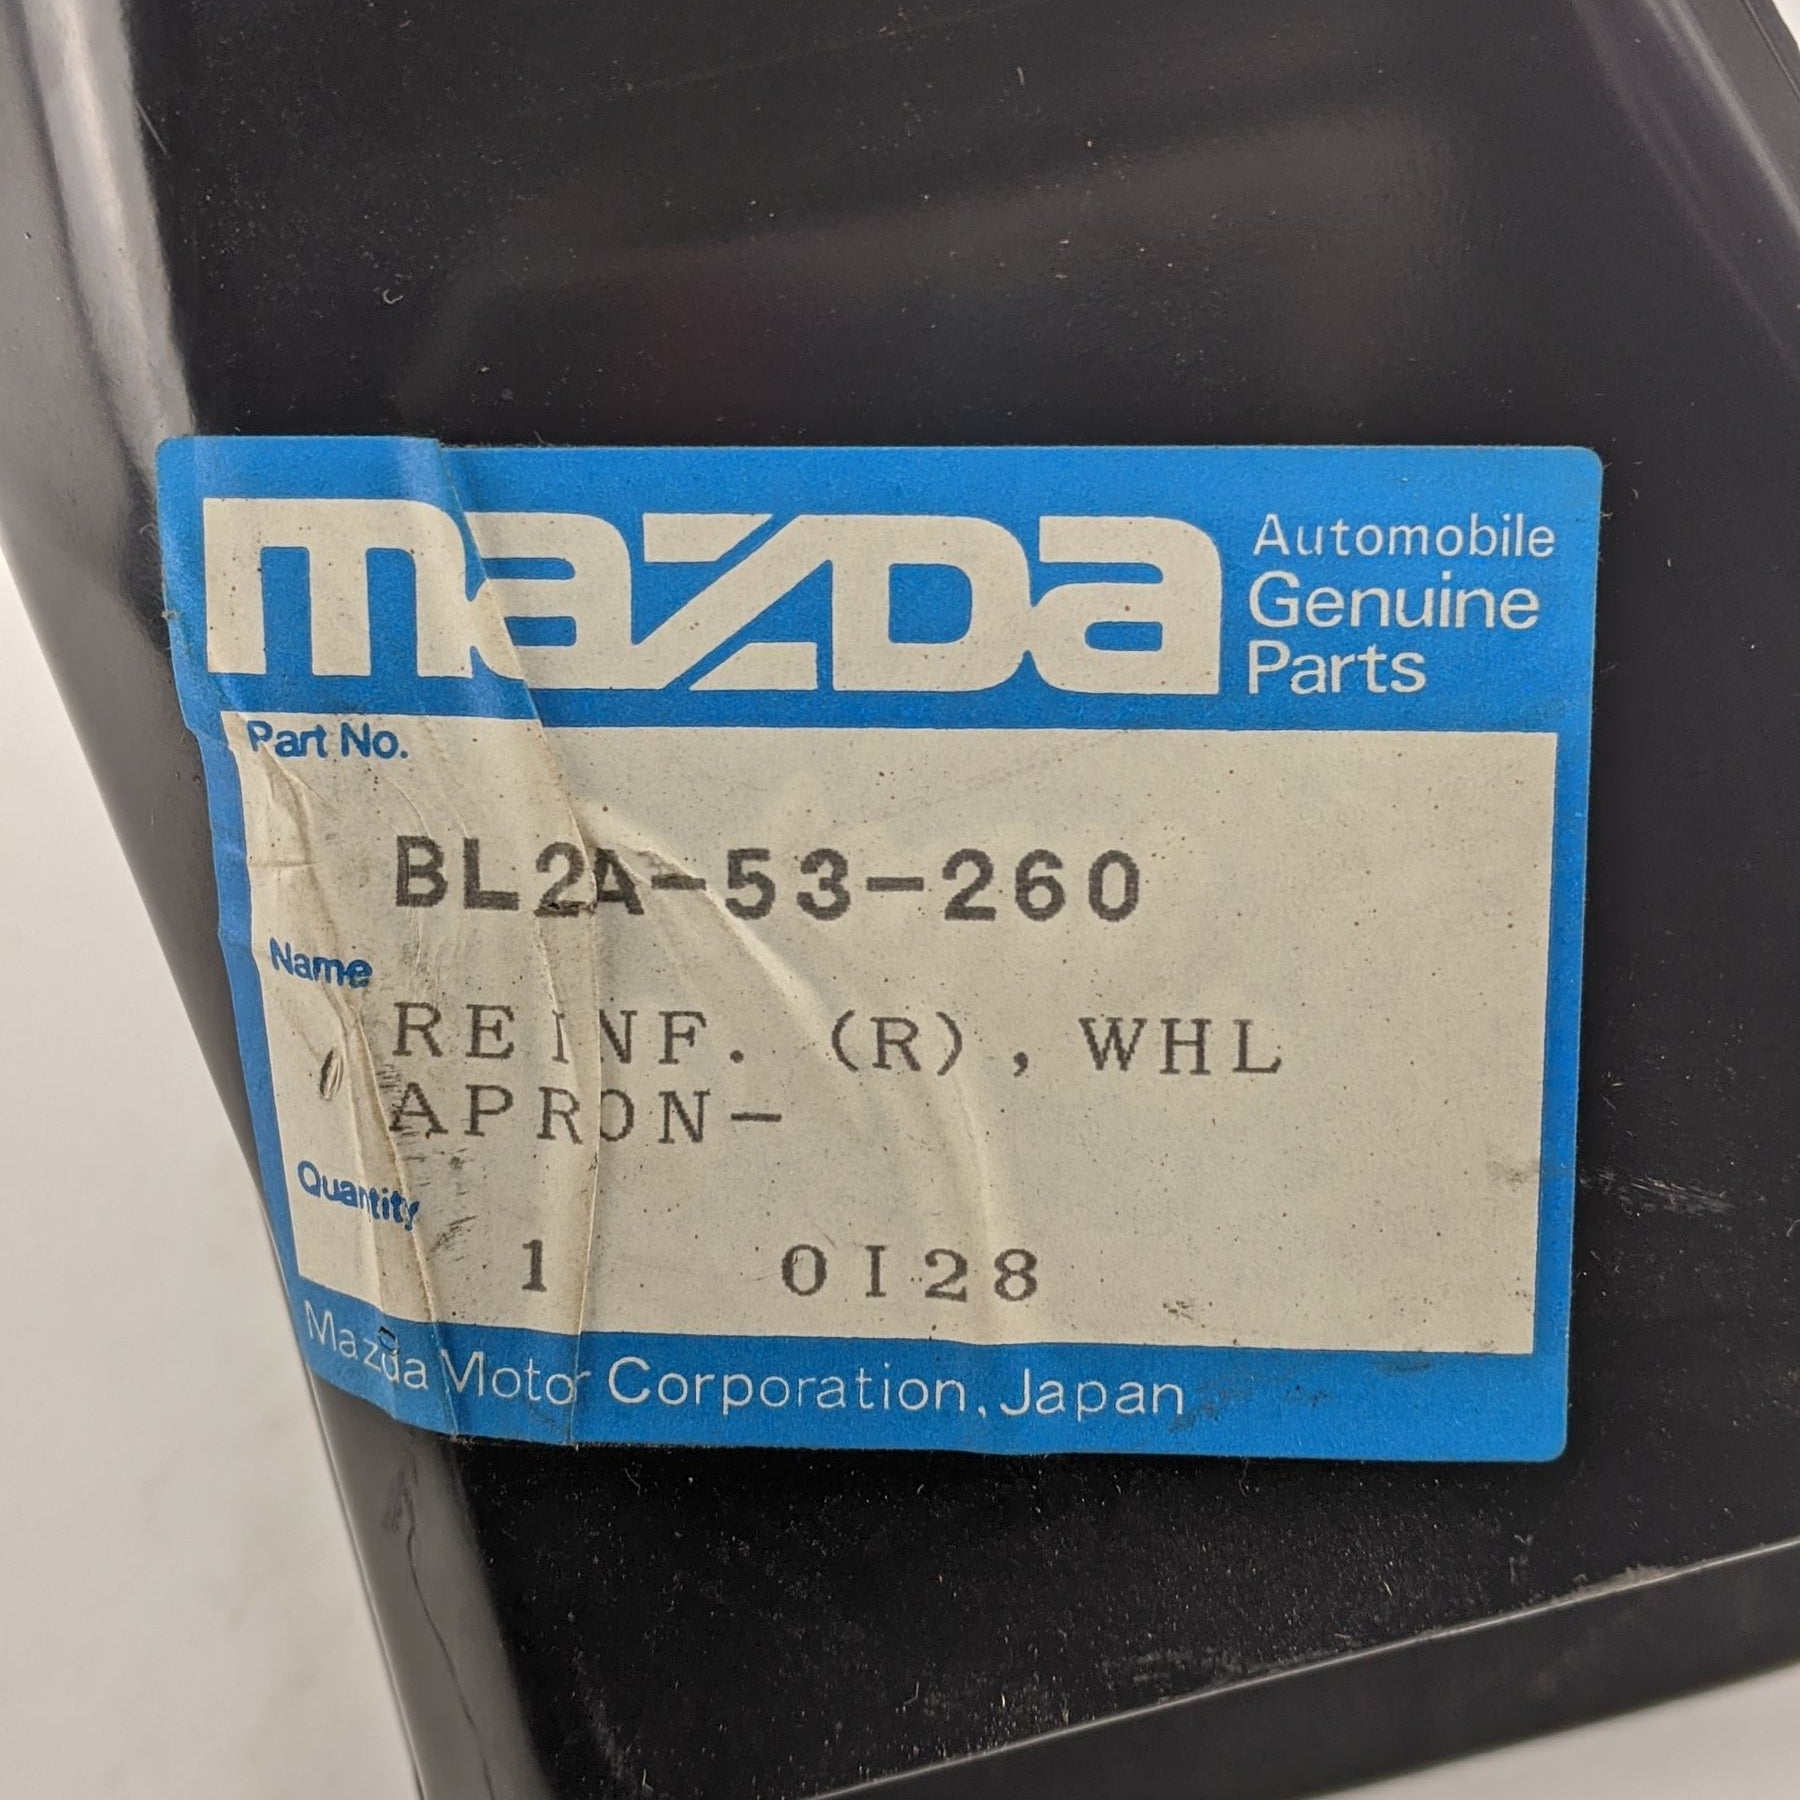 mazda
Automobile
Genuine
Parts
Part No.
BL2A-53-260
Name
REINF. (R), WHL
APRON-
Quantity
1 0I28
Mazda Motor Corporation, Japan